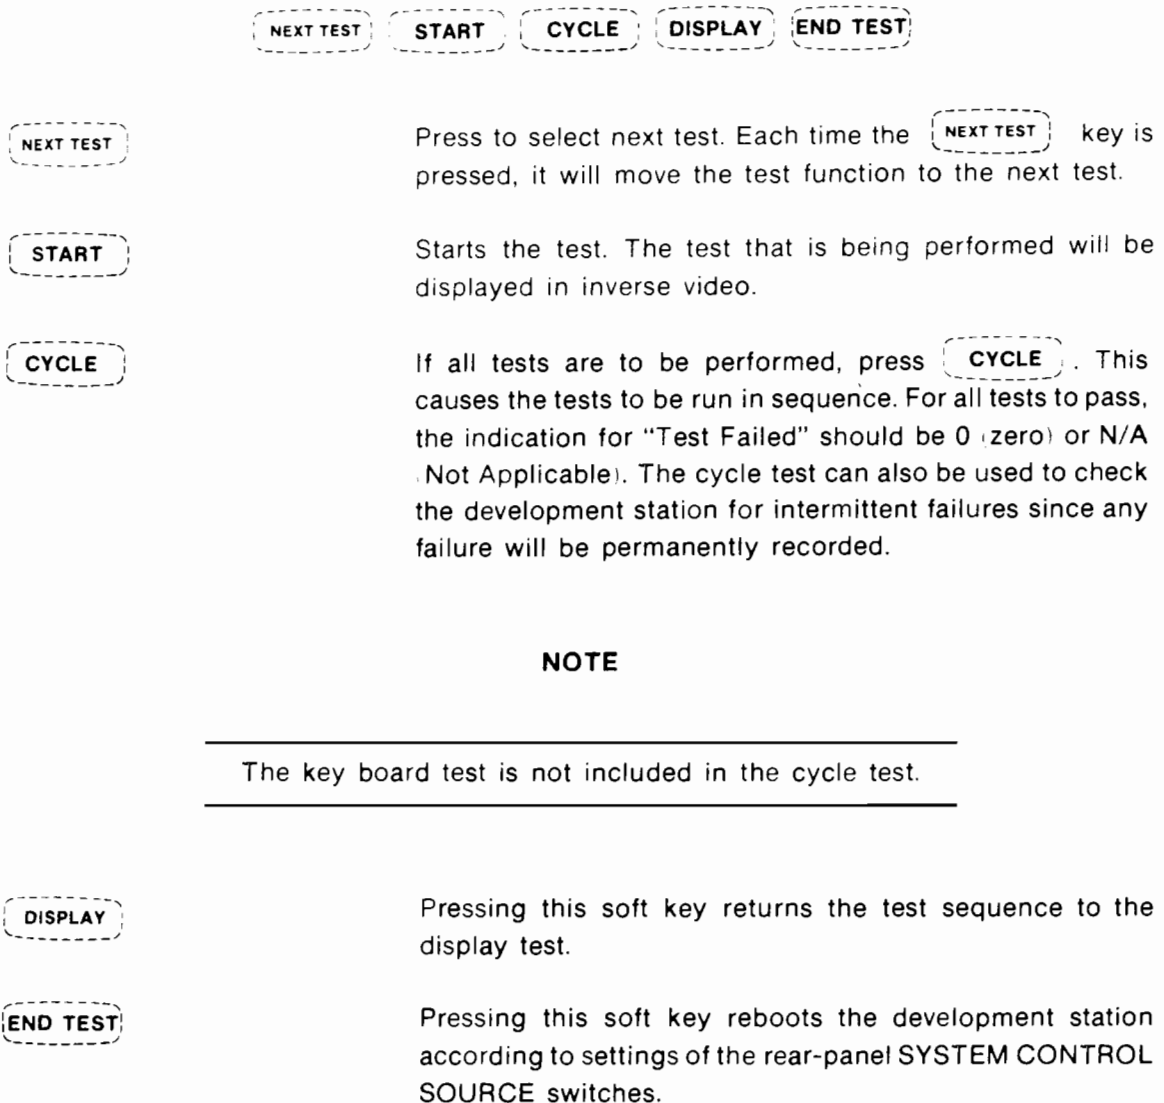 NEXT TEST START CYCLE DISPLAY END TEST
NEXT TEST Press to select next test. Each time the NEXT TEST key is
pressed, it will move the test function to the next test.
START Starts the test. The test that is being performed will be
displayed in inverse video.
CYCLE If all tests are to be performed, press CYCLE. This
causes the tests to be run in sequence. For all tests to pass,
the indication for "Test Failed" should be 0 (zero) or N/A
(Not Applicable). The cycle test can also be used to check
the development station for intermittent failures since any
failure will be permanently recorded.
NOTE
The key board test is not included in the cycle test.
DISPLAY Pressing this soft key returns the test sequence to the
display test.
END TEST Pressing this soft key reboots the development station
according to settings of the rear-panel SYSTEM CONTROL
SOURCE switches.